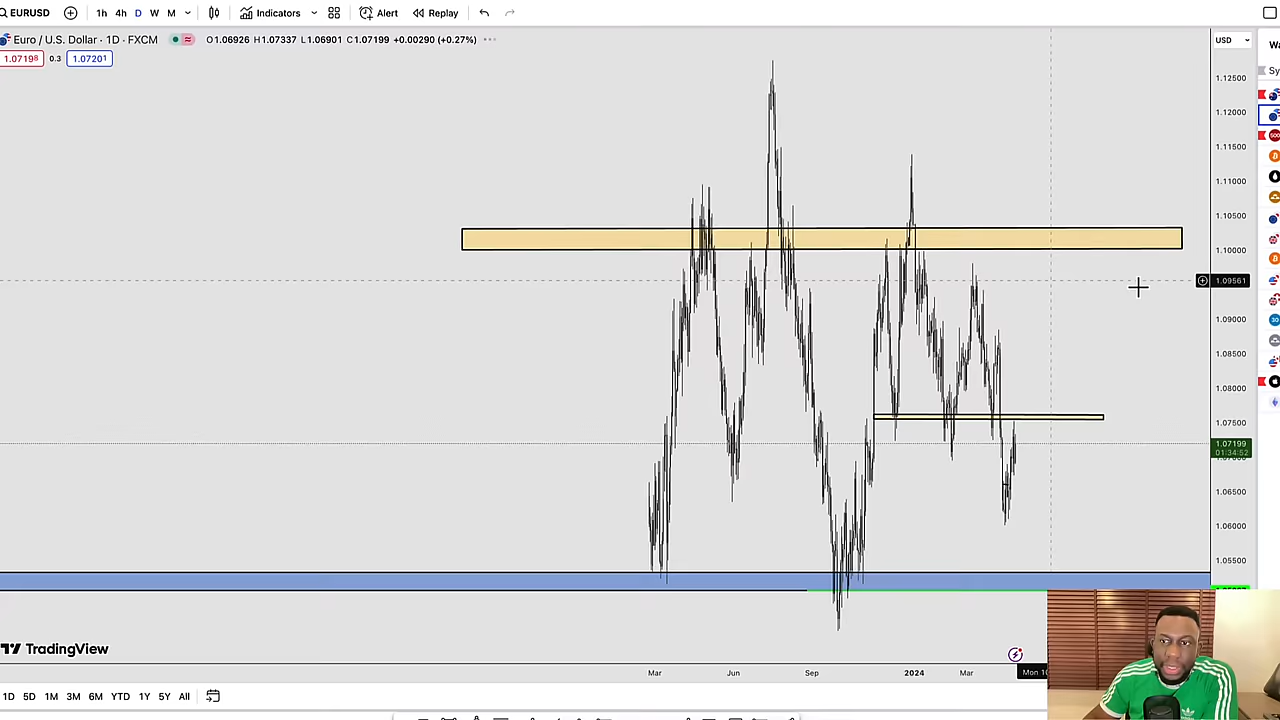 EURUSD 1h 4h D W M Indicators Alert Replay
Euro / U.S. Dollar · 1D · FXCM O1.06926 H1.07337 L1.06901 C1.07199 +0.00290 (+0.27%) USD Wa
1.07198 0.3 1.07201
Sy
1.12500
1.12000
1.11500
1.11000
1.10500
1.10000
1.09561
1.09000
1.08500
1.08000
1.07500
1.07199
01:34:52
1.06500
1.06000
1.05500
TradingView
Mar Jun Sep 2024 Mar Mon 10
1D 5D 1M 3M 6M YTD 1Y 5Y All